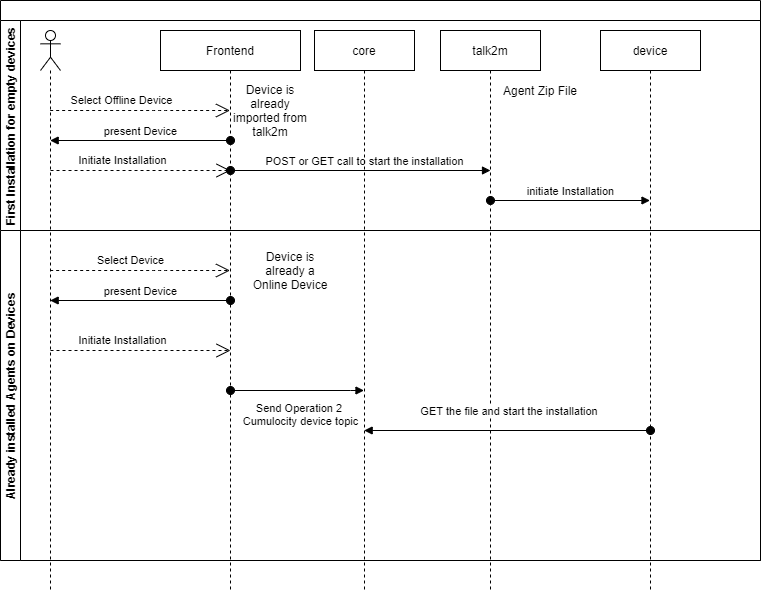 First Installation for empty devices
Frontend
core
talk2m
device
Select Offline Device
Device is
already
imported from
talk2m
Agent Zip File
present Device
Initiate Installation
POST or GET call to start the installation
initiate Installation
Already installed Agents on Devices
Select Device
Device is
already a
Online Device
present Device
Initiate Installation
Send Operation 2
Cumulocity device topic
GET the file and start the installation